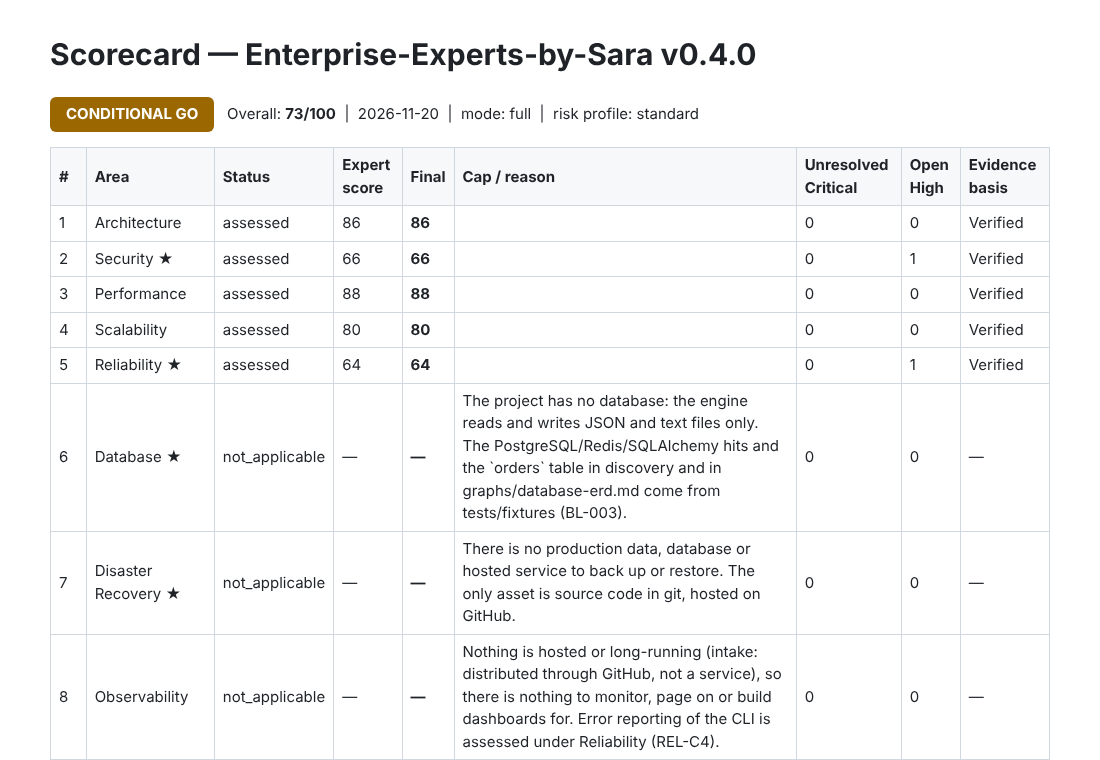 Scorecard — Enterprise-Experts-by-Sara v0.4.0
CONDITIONAL GO Overall: 73/100 | 2026-11-20 | mode: full | risk profile: standard
# Area Status Expert score Final Cap / reason Unresolved Critical Open High Evidence basis
1 Architecture assessed 86 86 0 0 Verified
2 Security ★ assessed 66 66 0 1 Verified
3 Performance assessed 88 88 0 0 Verified
4 Scalability assessed 80 80 0 0 Verified
5 Reliability ★ assessed 64 64 0 1 Verified
6 Database ★ not_applicable — —
The project has no database: the engine
reads and writes JSON and text files only.
The PostgreSQL/Redis/SQLAlchemy hits and
the `orders` table in discovery and in
graphs/database-erd.md come from
tests/fixtures (BL-003).
0 0 —
7 Disaster Recovery ★ not_applicable — —
There is no production data, database or
hosted service to back up or restore. The
only asset is source code in git, hosted on
GitHub.
0 0 —
8 Observability not_applicable — —
Nothing is hosted or long-running (intake:
distributed through GitHub, not a service), so
there is nothing to monitor, page on or build
dashboards for. Error reporting of the CLI is
assessed under Reliability (REL-C4).
0 0 —